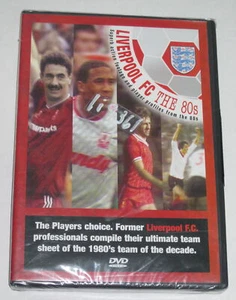 LIVERPOOL FC
THE 80s
The Players choice. Former Liverpool F.C.
professionals compile their ultimate team
sheet of the 1980's team of the decade.
DVD